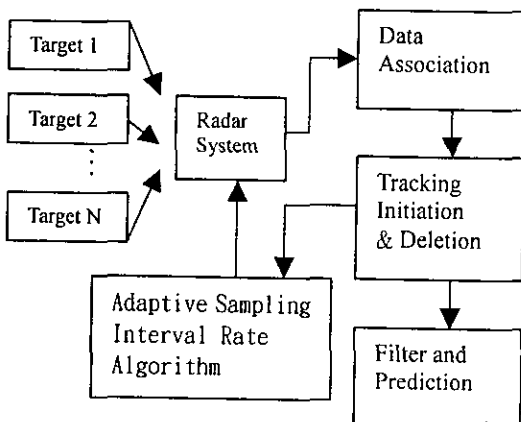 Target 1
Target 2
Target N
Radar
System
Data
Association
Tracking
Initiation
& Deletion
Adaptive Sampling
Interval Rate
Algorithm
Filter and
Prediction